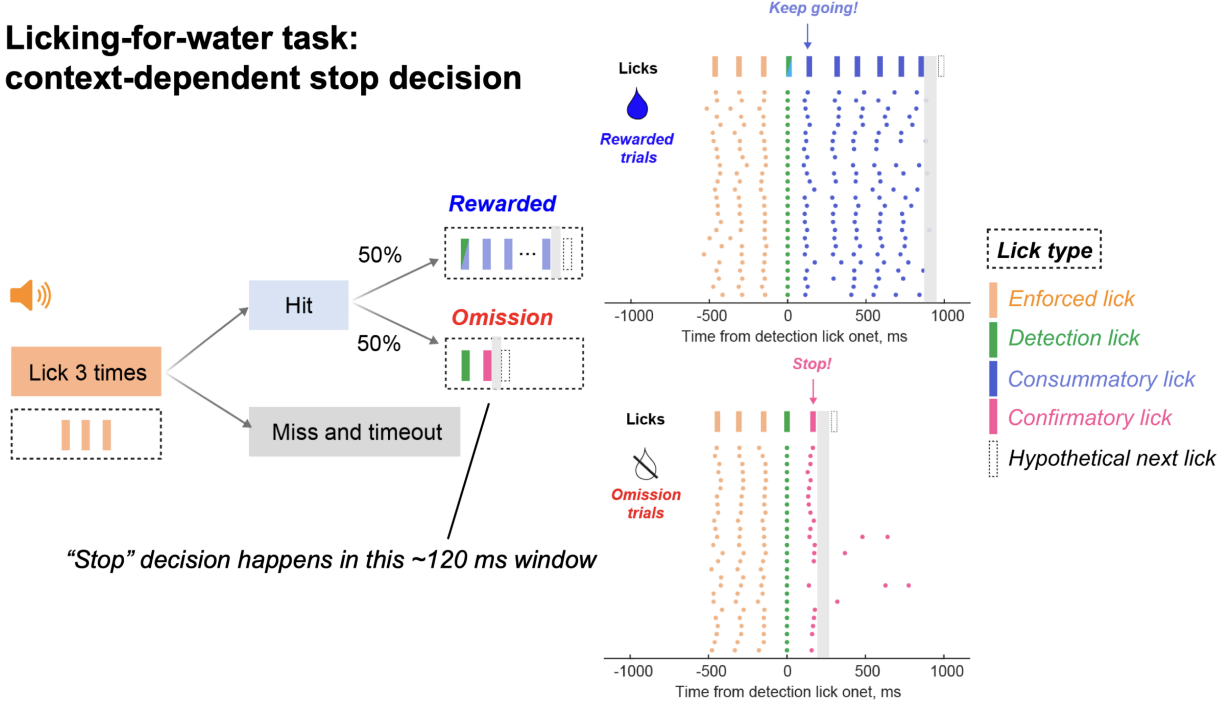 Licking-for-water task:
context-dependent stop decision
Lick 3 times
Hit
Miss and timeout
50%
50%
Rewarded
...
Omission
“Stop” decision happens in this ~120 ms window
Keep going!
Licks
Rewarded
trials
-1000 -500 0 500 1000
Time from detection lick onet, ms
Stop!
Licks
Omission
trials
-1000 -500 0 500 1000
Time from detection lick onet, ms
Lick type
Enforced lick
Detection lick
Consummatory lick
Confirmatory lick
Hypothetical next lick